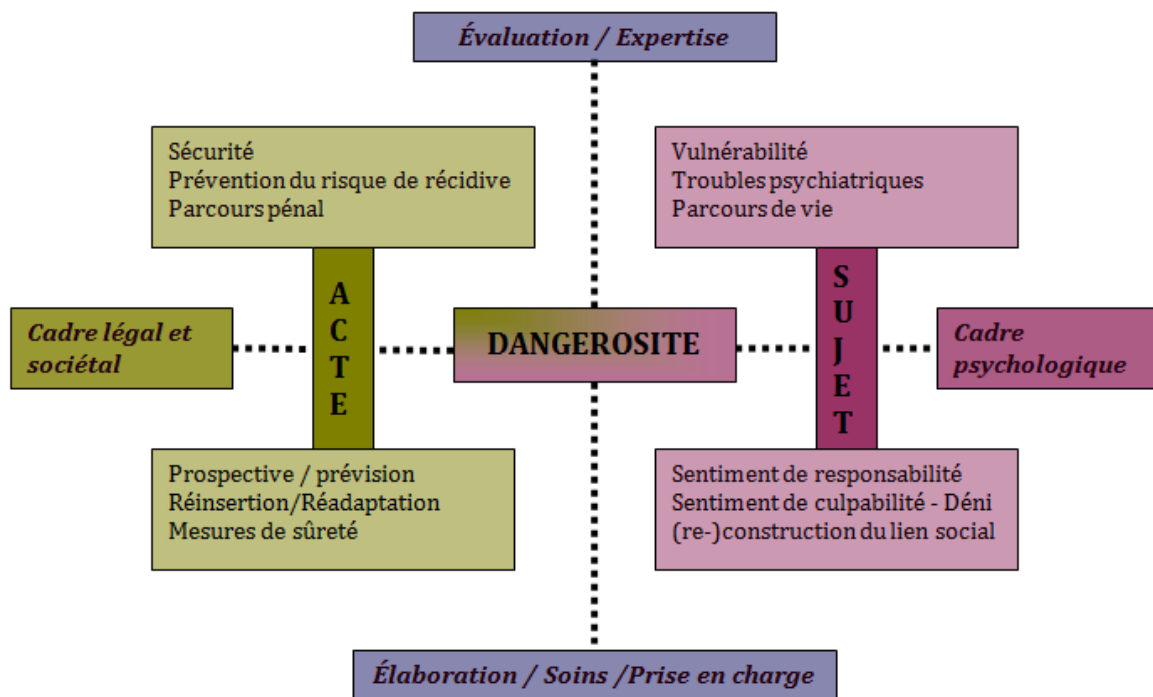 Évaluation / Expertise
Sécurité
Prévention du risque de récidive
Parcours pénal
Vulnérabilité
Troubles psychiatriques
Parcours de vie
Cadre légal et
sociétal
A
C
T
E
DANGEROSITE
S
U
J
E
T
Cadre
psychologique
Prospective / prévision
Réinsertion/Réadaptation
Mesures de sûreté
Sentiment de responsabilité
Sentiment de culpabilité - Déni
(re-)construction du lien social
Élaboration / Soins /Prise en charge